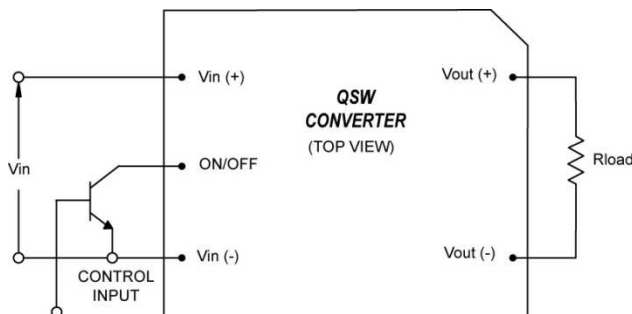 Vin (+)
Vout (+)
QSW
CONVERTER
(TOP VIEW)
Vin
ON/OFF
Rload
Vin (-)
Vout (-)
CONTROL
INPUT